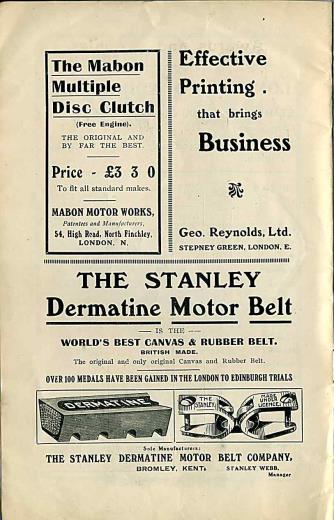 The Mabon
Multiple
Disc Clutch
(Free Engine).
THE ORIGINAL AND
BY FAR THE BEST.
Price - £3 3 0
To fit all standard makes.
MABON MOTOR WORKS,
Patentees and Manufacturers,
54, High Road, North Finchley,
LONDON, N.
Effective
Printing .
that brings
Business
Geo. Reynolds, Ltd.
STEPNEY GREEN, LONDON, E.
THE STANLEY
Dermatine Motor Belt
— IS THE —
WORLD'S BEST CANVAS & RUBBER BELT.
BRITISH MADE.
The original and only original Canvas and Rubber Belt.
OVER 100 MEDALS HAVE BEEN GAINED IN THE LONDON TO EDINBURGH TRIALS
DERMATINE
THE
STANLEY
MADE
UNDER
LICENCE
Sole Manufacturers:
THE STANLEY DERMATINE MOTOR BELT COMPANY,
BROMLEY, KENT: STANLEY WEBB,
Manager